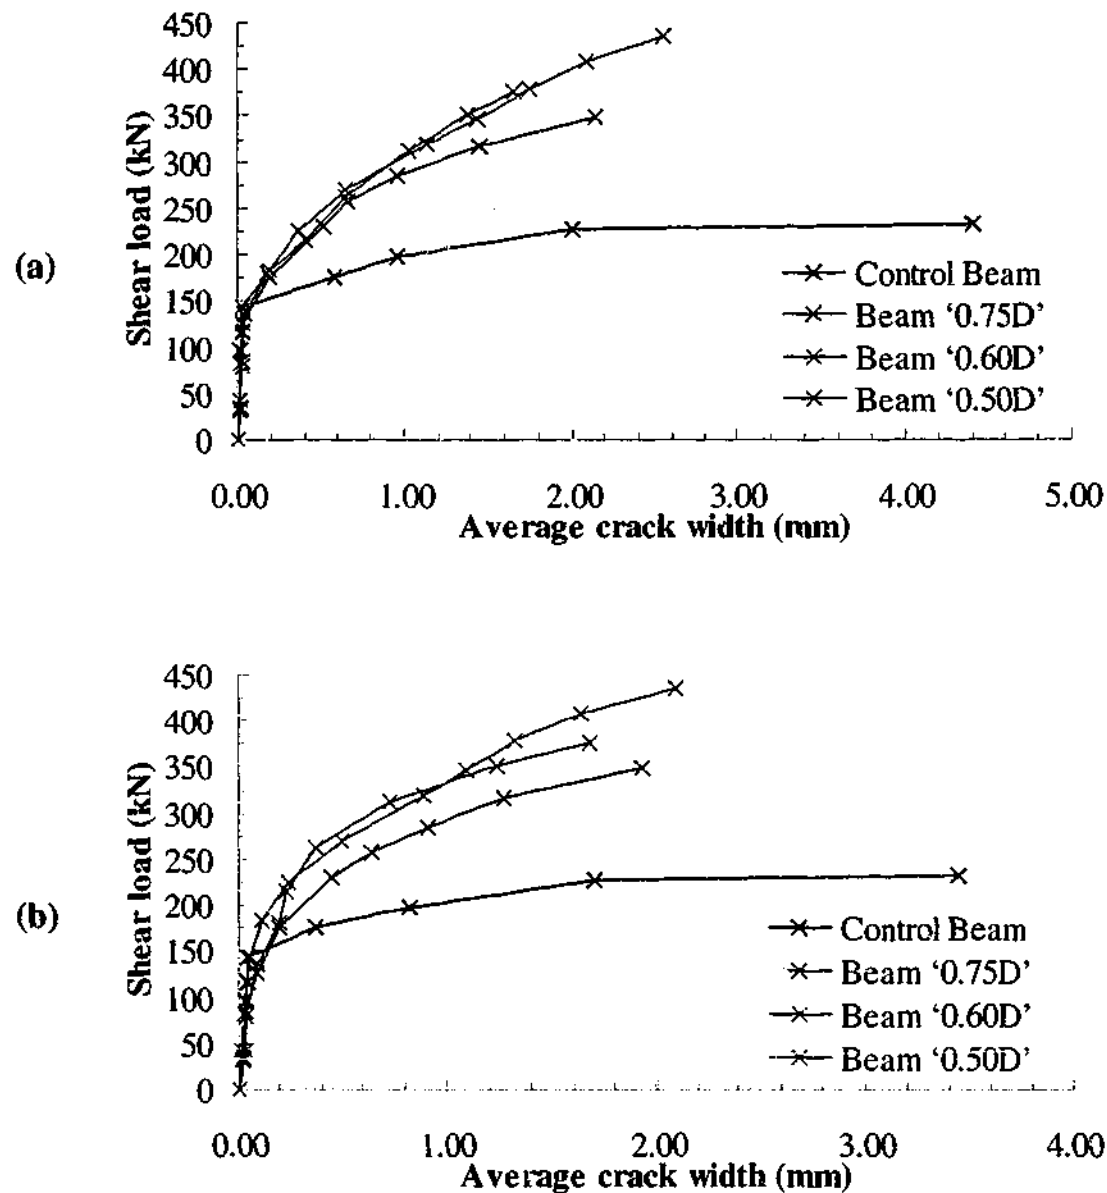 (a)
Shear load (kN)
450
400
350
300
250
200
150
100
50
0
0.00 1.00 2.00 3.00 4.00 5.00
Average crack width (mm)
Control Beam
Beam ‘0.75D’
Beam ‘0.60D’
Beam ‘0.50D’
(b)
Shear load (kN)
450
400
350
300
250
200
150
100
50
0
0.00 1.00 2.00 3.00 4.00
Average crack width (mm)
Control Beam
Beam ‘0.75D’
Beam ‘0.60D’
Beam ‘0.50D’